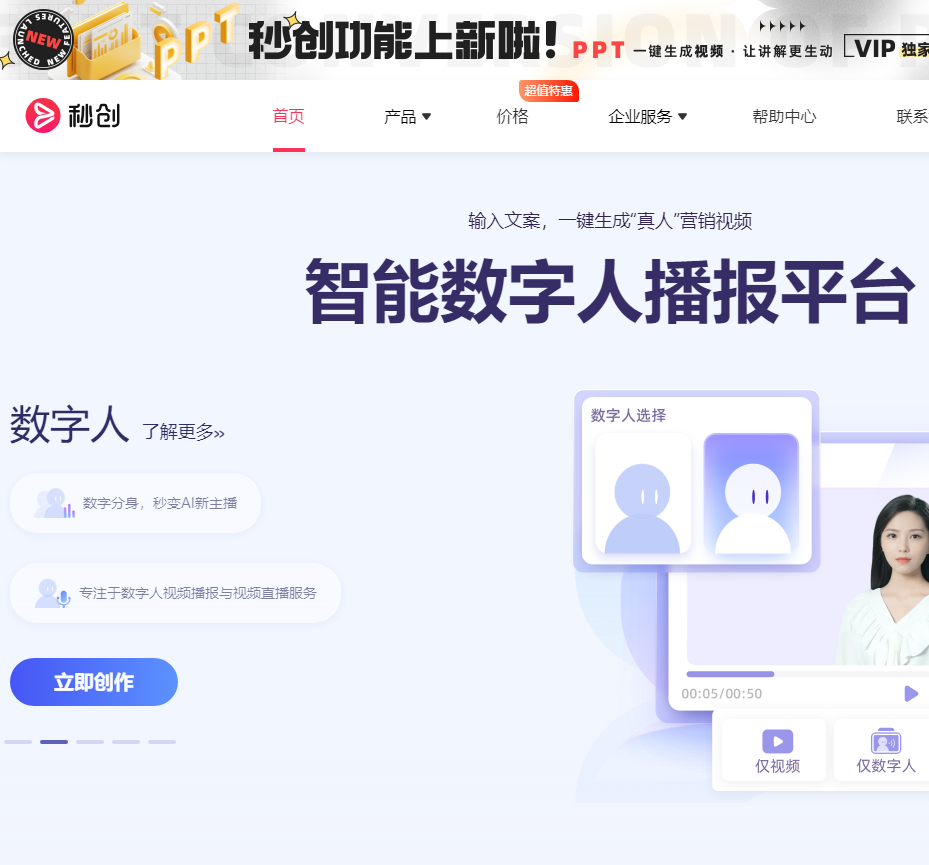 FEATURES LAUNCHED NEW
NEW
PPT
秒创功能上新啦！
PPT 一键生成视频 · 让讲解更生动
VIP 独家
秒创
首页
产品
价格
超值特惠
企业服务
帮助中心
联系
输入文案，一键生成“真人”营销视频
智能数字人播报平台
数字人 了解更多»
数字分身，秒变AI新主播
专注于数字人视频播报与视频直播服务
立即创作
数字人选择
00:05/00:50
仅视频
仅数字人